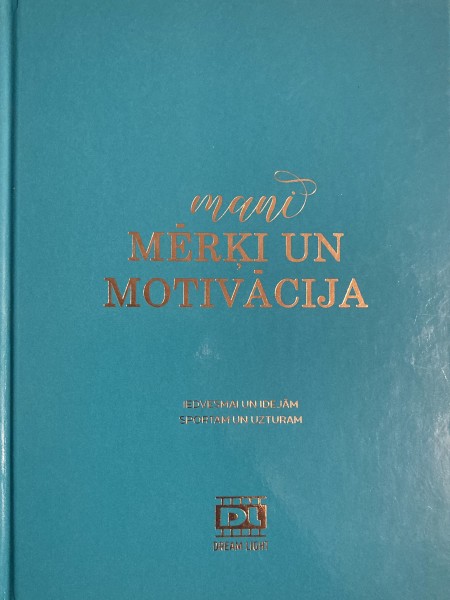 mani
MĒRĶI UN
MOTIVĀCIJA
IEDVESMAI UN IDEJĀM
SPORTAM UN UZTURAM
DL
DREAM LIGHT